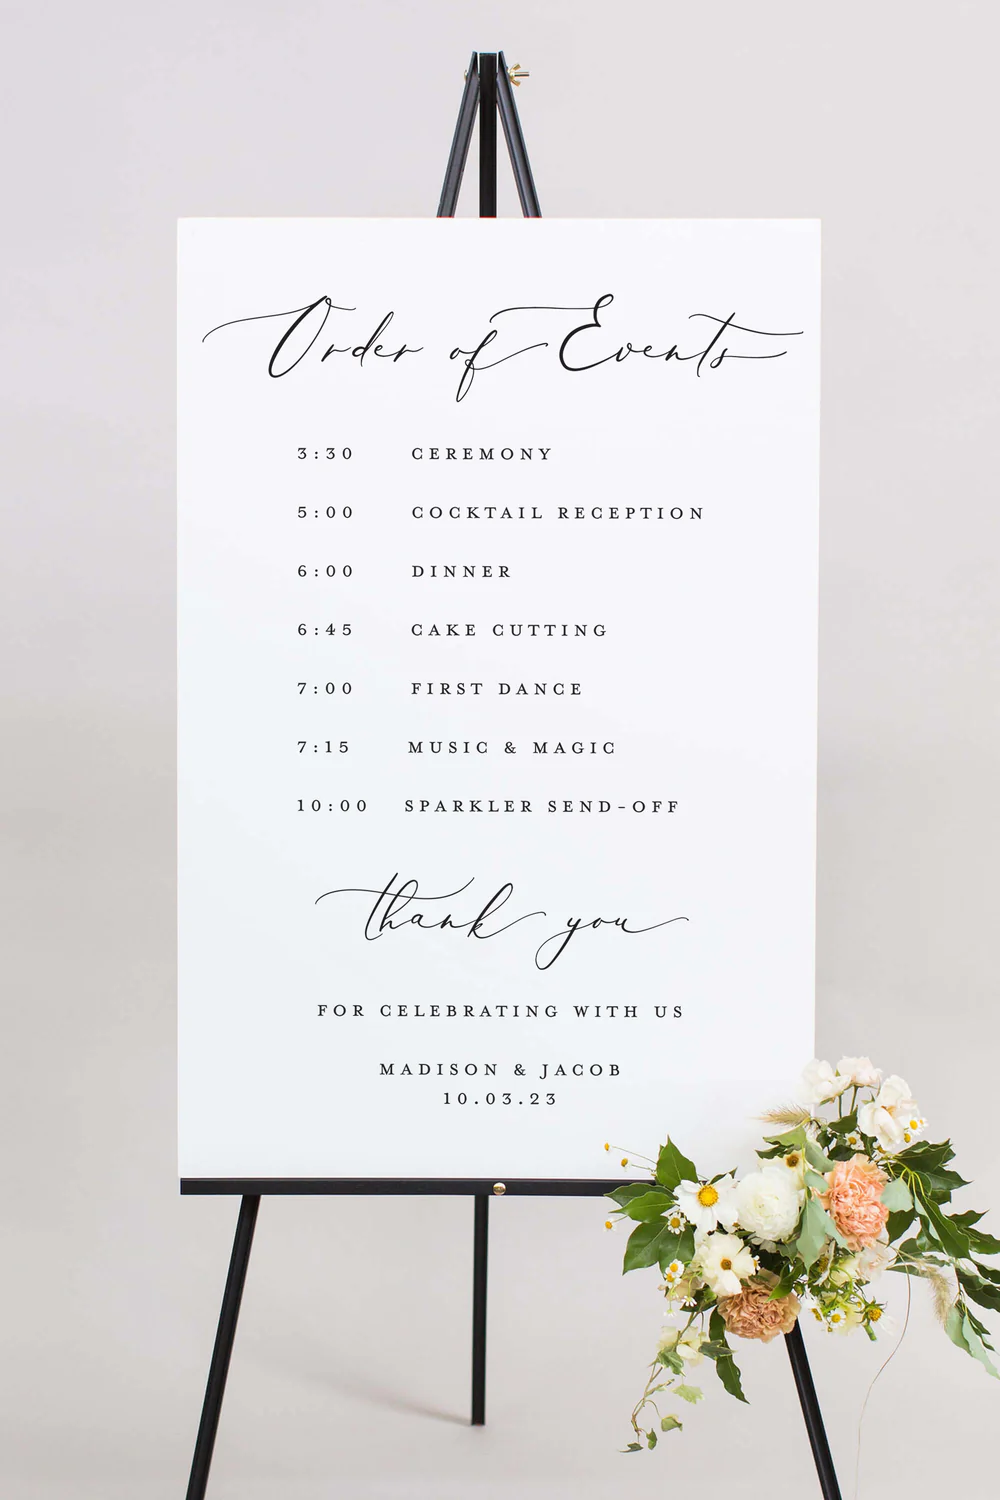 Order of Events
3:30 CEREMONY
5:00 COCKTAIL RECEPTION
6:00 DINNER
6:45 CAKE CUTTING
7:00 FIRST DANCE
7:15 MUSIC & MAGIC
10:00 SPARKLER SEND-OFF
thank you
FOR CELEBRATING WITH US
MADISON & JACOB
10.03.23